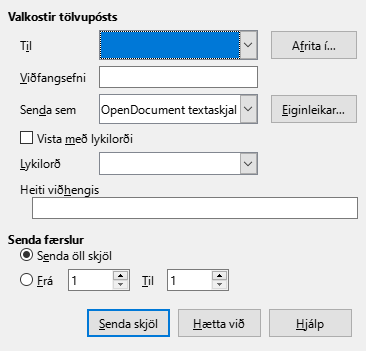 Valkostir tölvupósts
Til
Afrita í...
Viðfangsefni
Senda sem OpenDocument textaskjal Eiginleikar...
Vista með lykilorði
Lykilorð
Heiti viðhengis
Senda færslur
Senda öll skjöl
Frá 1 Til 1
Senda skjöl Hætta við Hjálp